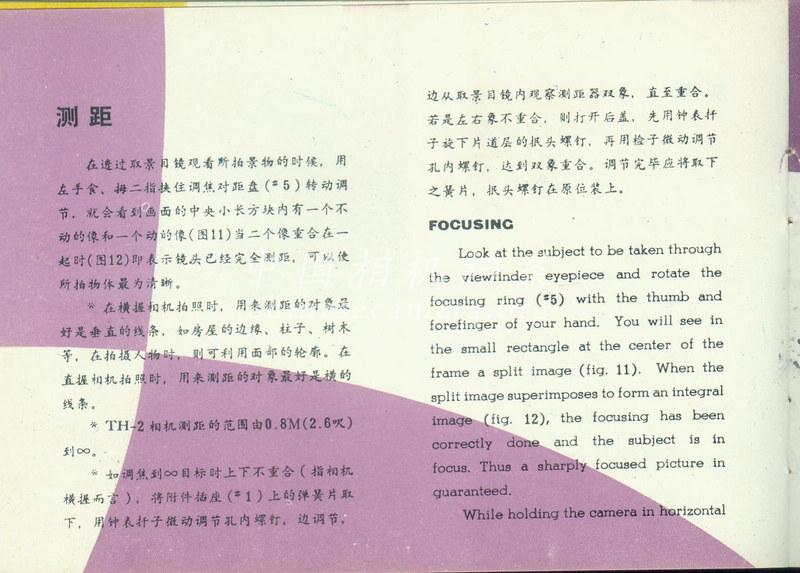 测距
在透过取景目镜观看所拍景物的时候，用
左手食、拇二指挟住调焦对距盘(#5)转动调
节，就会看到画面的中央小长方块内有一个不
动的像和一个动的像(图11)当二个像重合在一
起时(图12)即表示镜头已经完全测距，可以使
所拍物体最为清晰。
* 在横握相机拍照时，用来测距的对象最
好是垂直的线条，如房屋的边缘、柱子、树木
等，在拍摄人物时，则可利用面部的轮廓。在
直握相机拍照时，用来测距的对象最好是横的
线条。
* TH-2相机测距的范围由0.8M(2.6呎)
到∞。
* 如调焦到∞目标时上下不重合（指相机
横握而言），将附件插座(#1)上的弹簧片取
下，用钟表扦子微动调节孔内螺钉，边调节，
边从取景目镜内观察测距器双象，直至重合。
若是左右象不重合，则打开后盖，先用钟表扦
子旋下片道层的扺头螺钉，再用检子微动调节
孔内螺钉，达到双象重合。调节完毕应将取下
之簧片，扺头螺钉在原位装上。
FOCUSING
Look at the subject to be taken through
the viewfinder eyepiece and rotate the
focusing ring (#5) with the thumb and
forefinger of your hand. You will see in
the small rectangle at the center of the
frame a split image (fig. 11). When the
split image superimposes to form an integral
image (fig. 12), the focusing has been
correctly done and the subject is in
focus. Thus a sharply focused picture in
guaranteed.
While holding the camera in horizontal